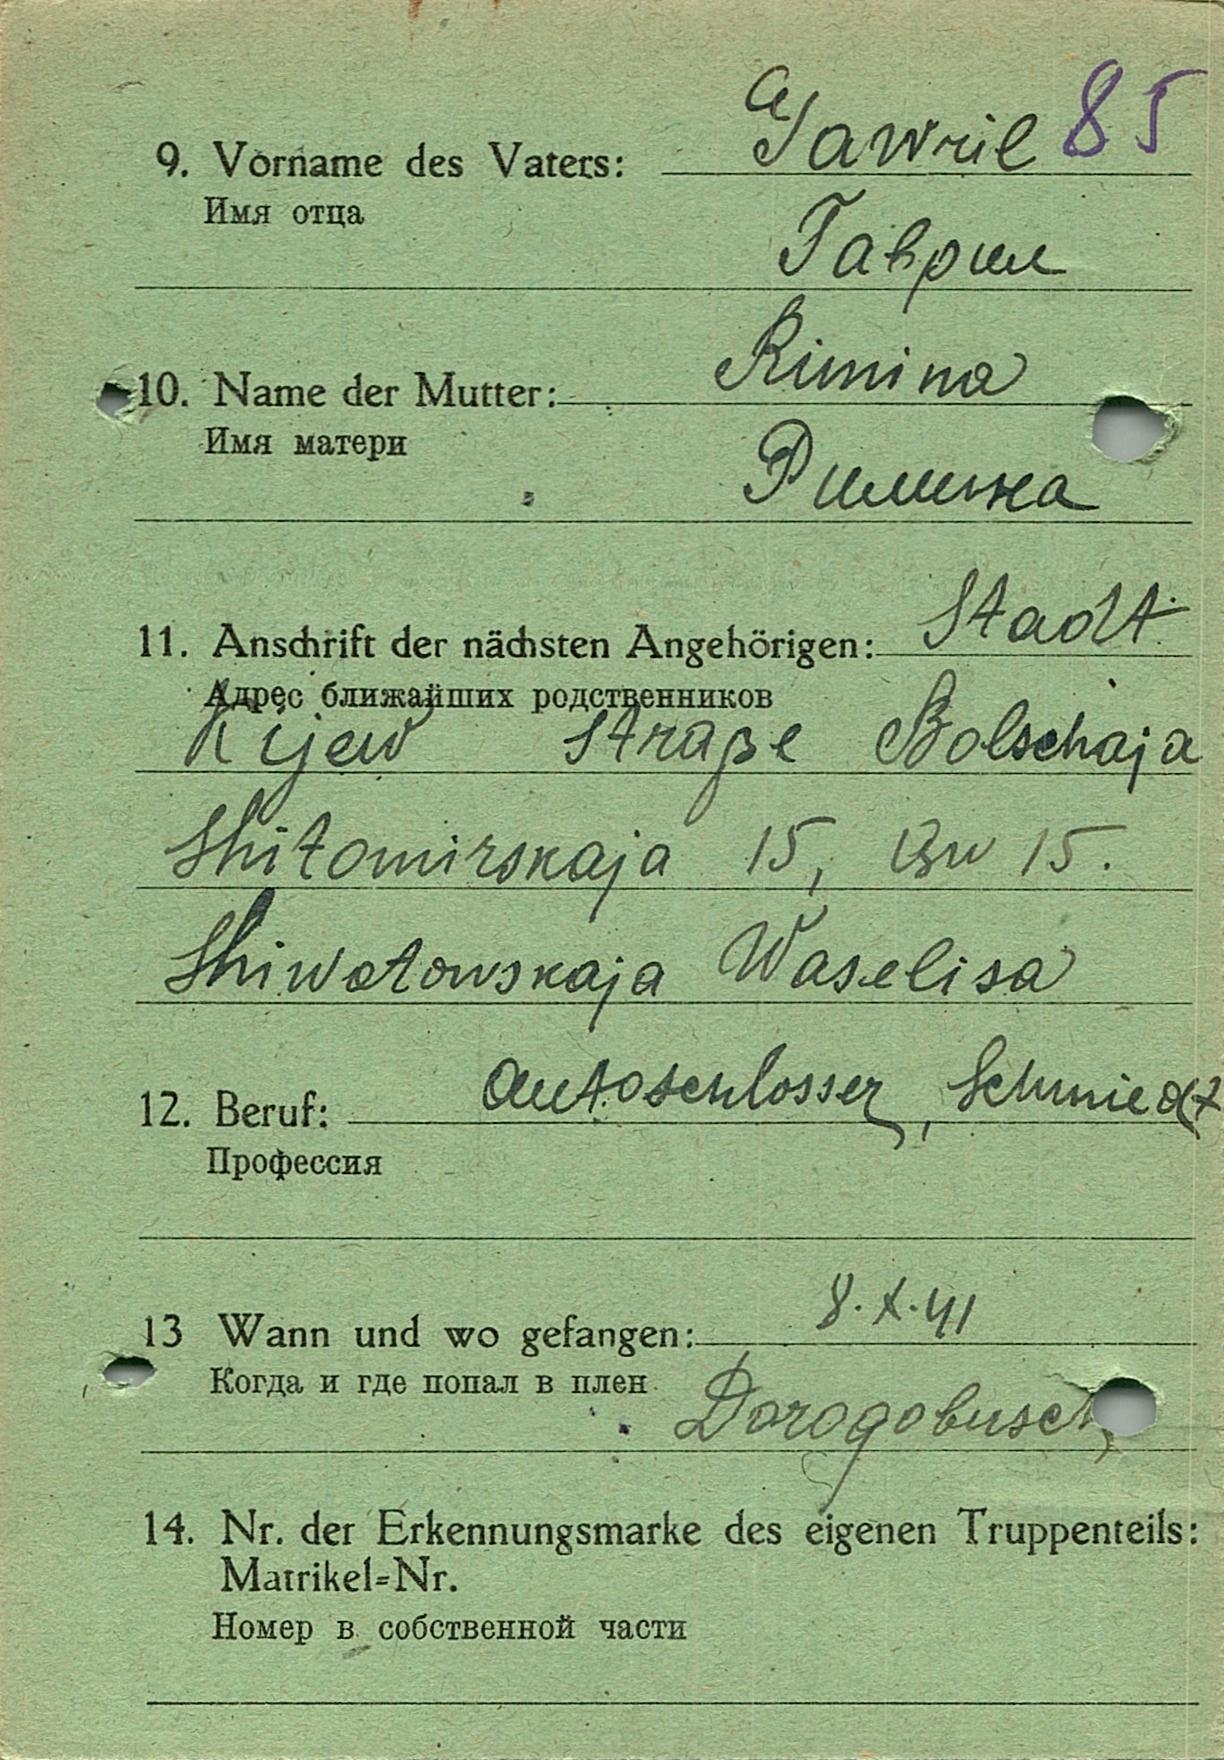 85
9. Vorname des Vaters: Gawril
Имя отца
Гаврил
10. Name der Mutter: Rimina
Имя матери
Римина
11. Anschrift der nächsten Angehörigen: Stadt
Адрес ближайших родственников
Kijew Straße Bolschaja
Shitomirskaja 15, Kw 15.
Shiwotowskaja Waselisa
12. Beruf: Autoschlosser, Schmiedt
Профессия
13 Wann und wo gefangen: 8.X.41
Когда и где попал в плен
Dorogobusch
14. Nr. der Erkennungsmarke des eigenen Truppenteils:
Matrikel=Nr.
Номер в собственной части